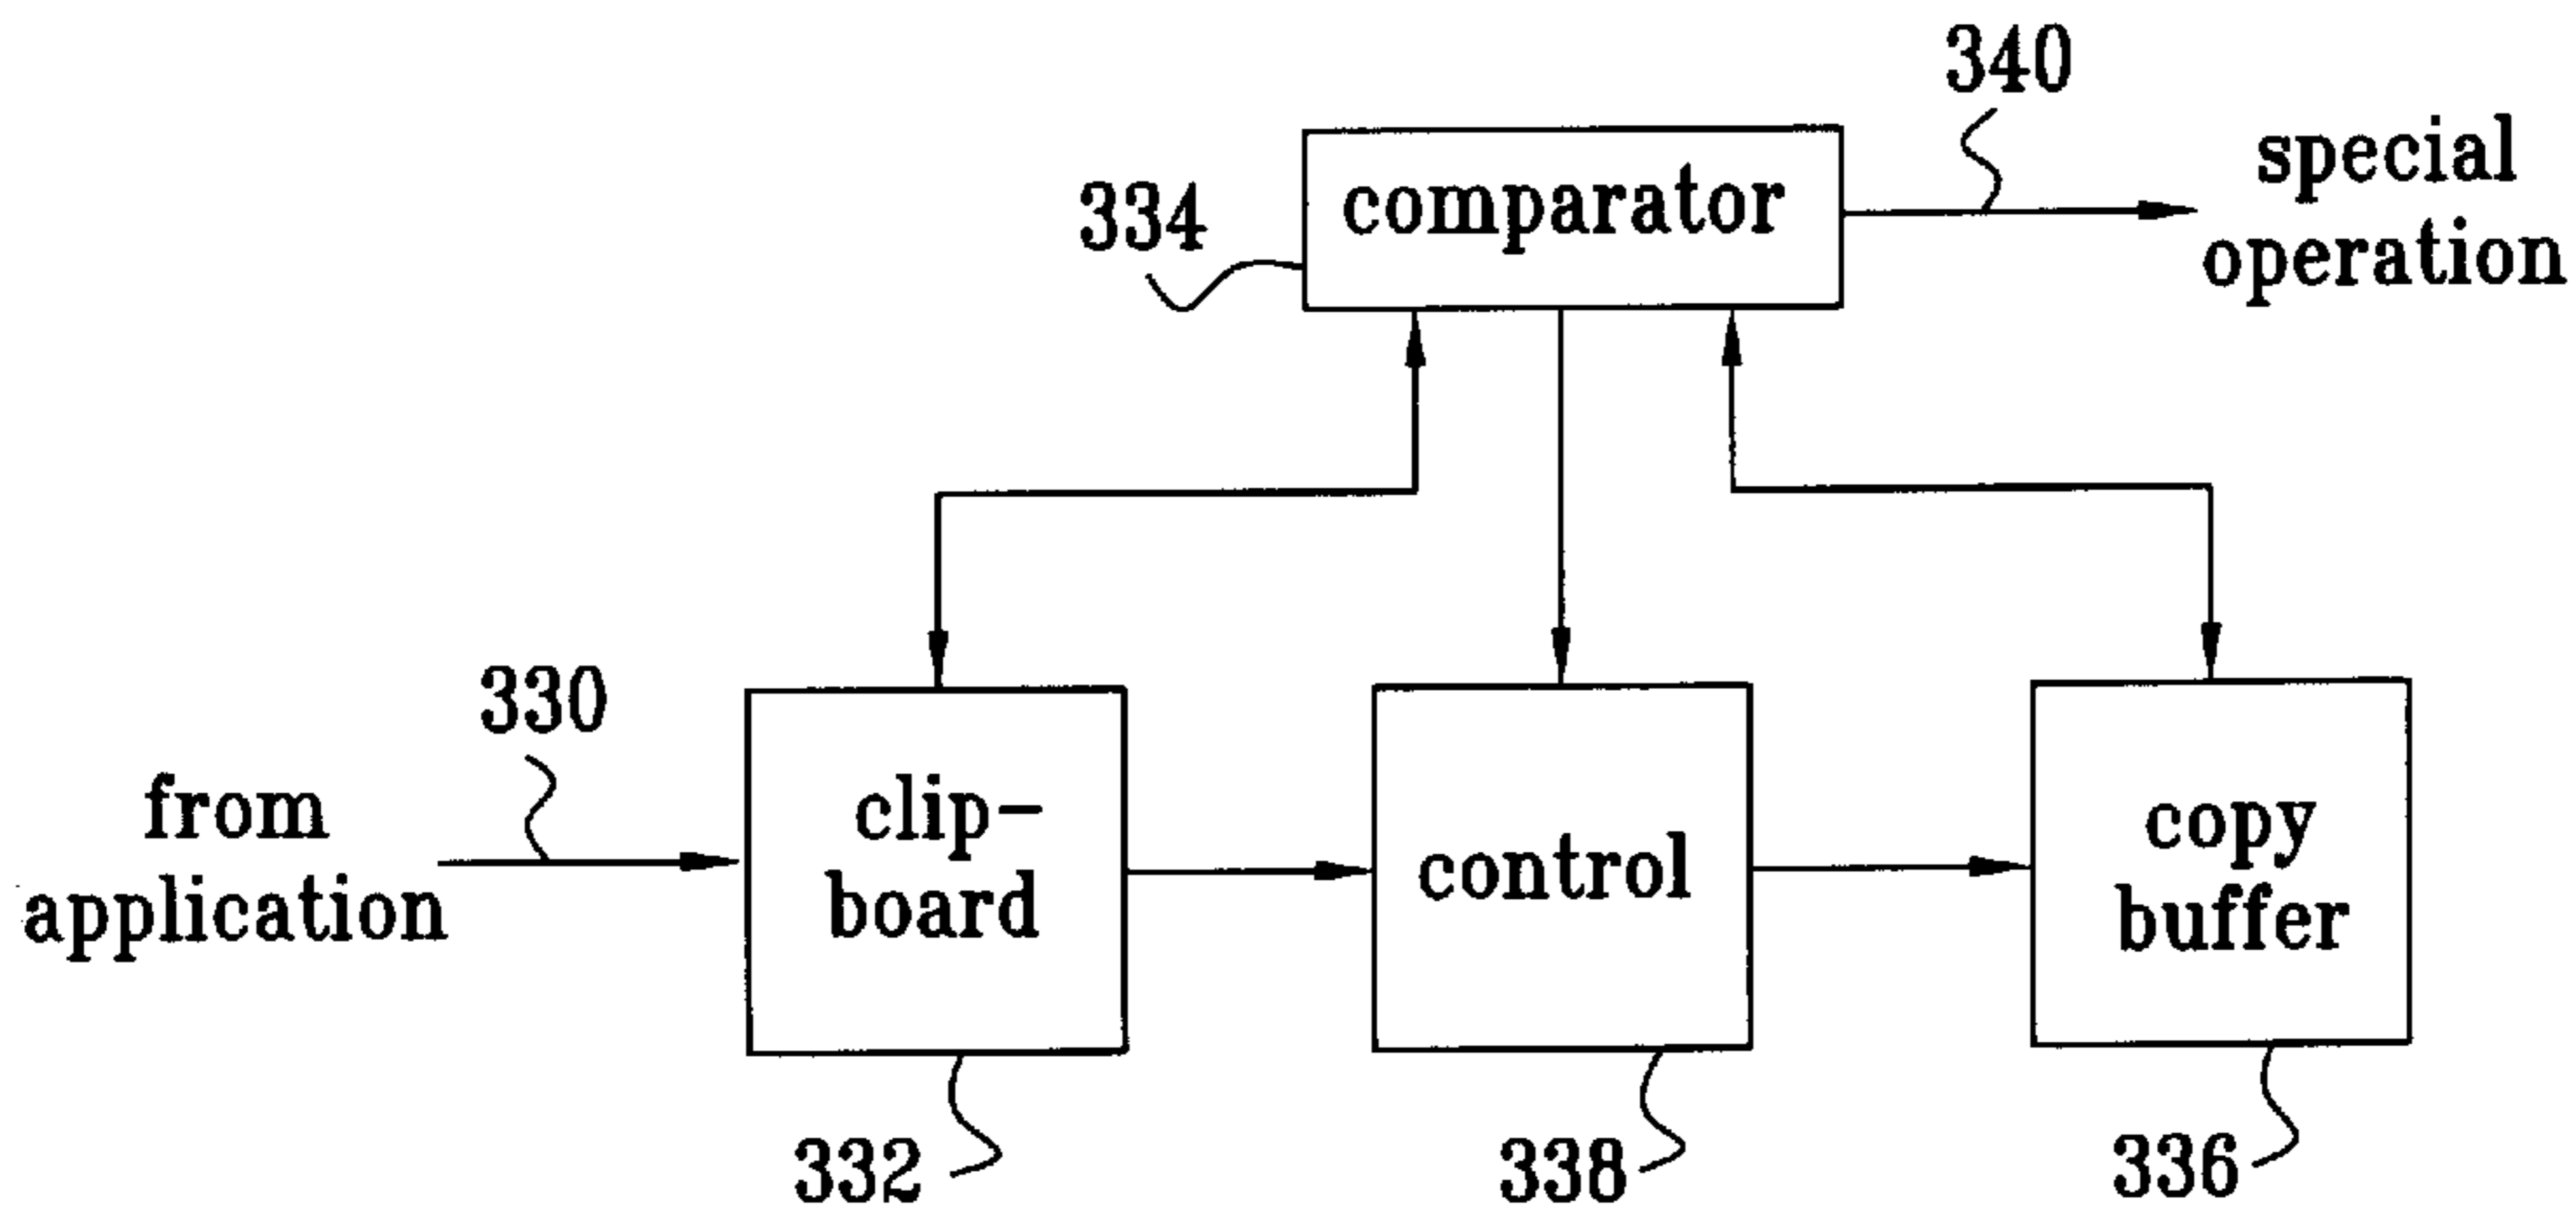 340
special
operation
comparator
334
330
from
application
clip-
board
control
copy
buffer
332
338
336